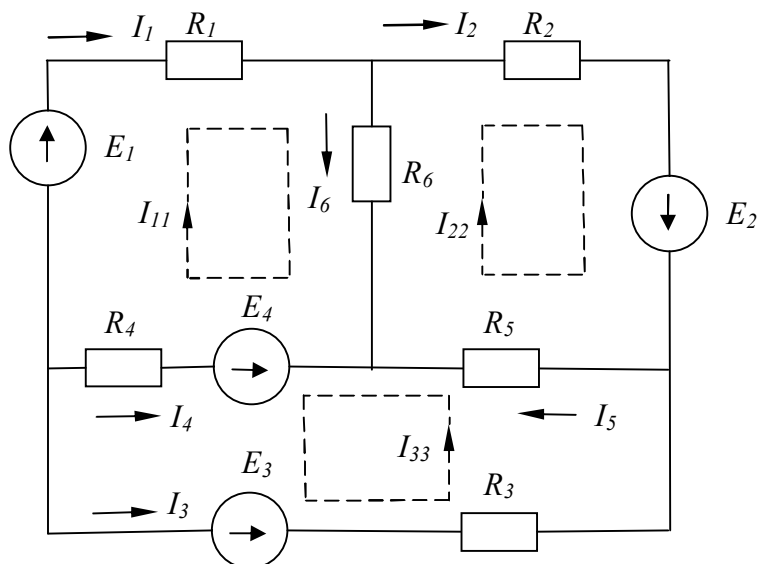 I1 R1 I2 R2
E1 R6 E2
I11 I6 I22
E4
R4 R5
I4 I33 I5
E3 R3
I3